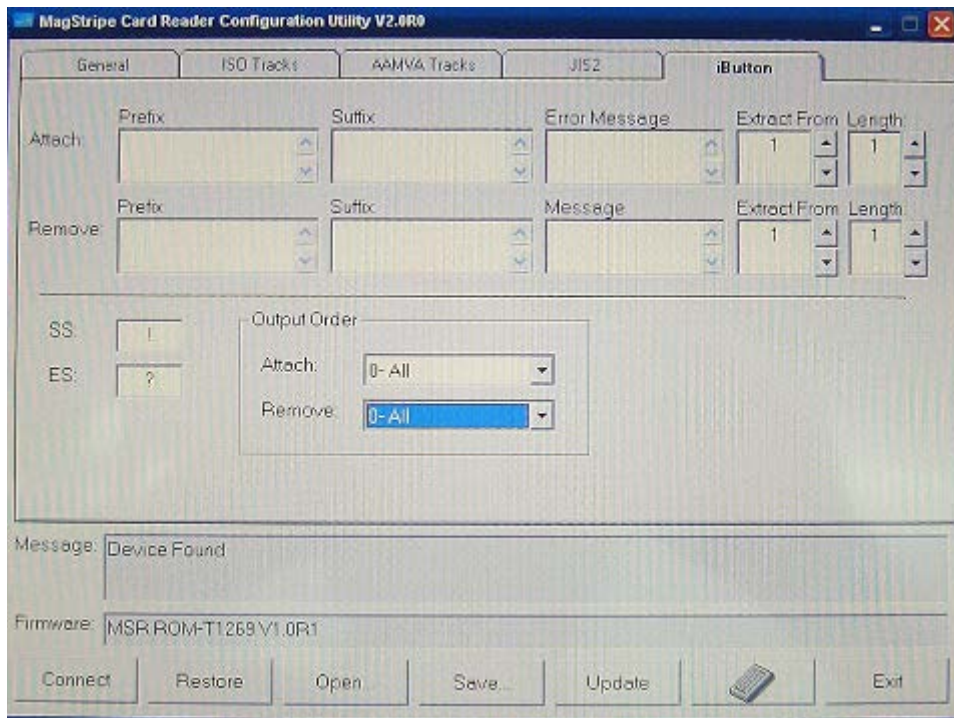 MagStripe Card Reader Configuration Utility V2.0R0
General ISO Tracks AAMVA Tracks JIS2 iButton
Prefix Suffix Error Message Extract From Length:
Attach: 1 1
Prefix Suffix Message Extract From Length
Remove: 1 1
SS: !
ES: ?
Output Order
Attach: 0- All
Remove: 0- All
Message: Device Found
Firmware: MSR ROM-T1269 V1.0R1
Connect Restore Open... Save... Update Exit